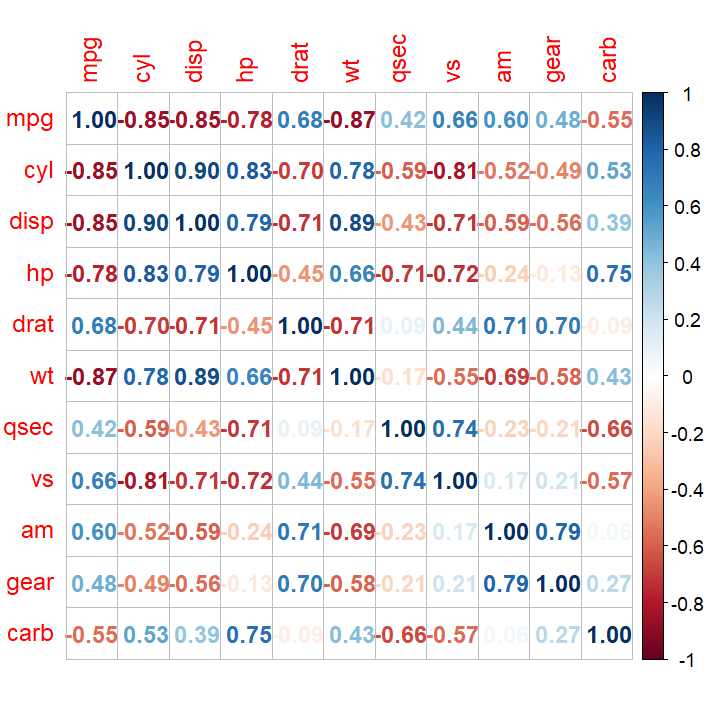 mpg cyl disp hp drat wt qsec vs am gear carb
mpg 1.00 -0.85 -0.85 -0.78 0.68 -0.87 0.42 0.66 0.60 0.48 -0.55
cyl -0.85 1.00 0.90 0.83 -0.70 0.78 -0.59 -0.81 -0.52 -0.49 0.53
disp -0.85 0.90 1.00 0.79 -0.71 0.89 -0.43 -0.71 -0.59 -0.56 0.39
hp -0.78 0.83 0.79 1.00 -0.45 0.66 -0.71 -0.72 -0.24 -0.13 0.75
drat 0.68 -0.70 -0.71 -0.45 1.00 -0.71 0.09 0.44 0.71 0.70 -0.09
wt -0.87 0.78 0.89 0.66 -0.71 1.00 -0.17 -0.55 -0.69 -0.58 0.43
qsec 0.42 -0.59 -0.43 -0.71 0.09 -0.17 1.00 0.74 -0.23 -0.21 -0.66
vs 0.66 -0.81 -0.71 -0.72 0.44 -0.55 0.74 1.00 0.17 0.21 -0.57
am 0.60 -0.52 -0.59 -0.24 0.71 -0.69 -0.23 0.17 1.00 0.79 0.06
gear 0.48 -0.49 -0.56 -0.13 0.70 -0.58 -0.21 0.21 0.79 1.00 0.27
carb -0.55 0.53 0.39 0.75 -0.09 0.43 -0.66 -0.57 0.06 0.27 1.00
1
0.8
0.6
0.4
0.2
0
-0.2
-0.4
-0.6
-0.8
-1